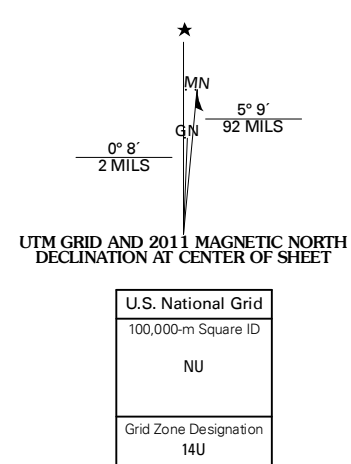 MN
GN
5° 9´
92 MILS
0° 8´
2 MILS
UTM GRID AND 2011 MAGNETIC NORTH
DECLINATION AT CENTER OF SHEET
U.S. National Grid
100,000-m Square ID
NU
Grid Zone Designation
14U